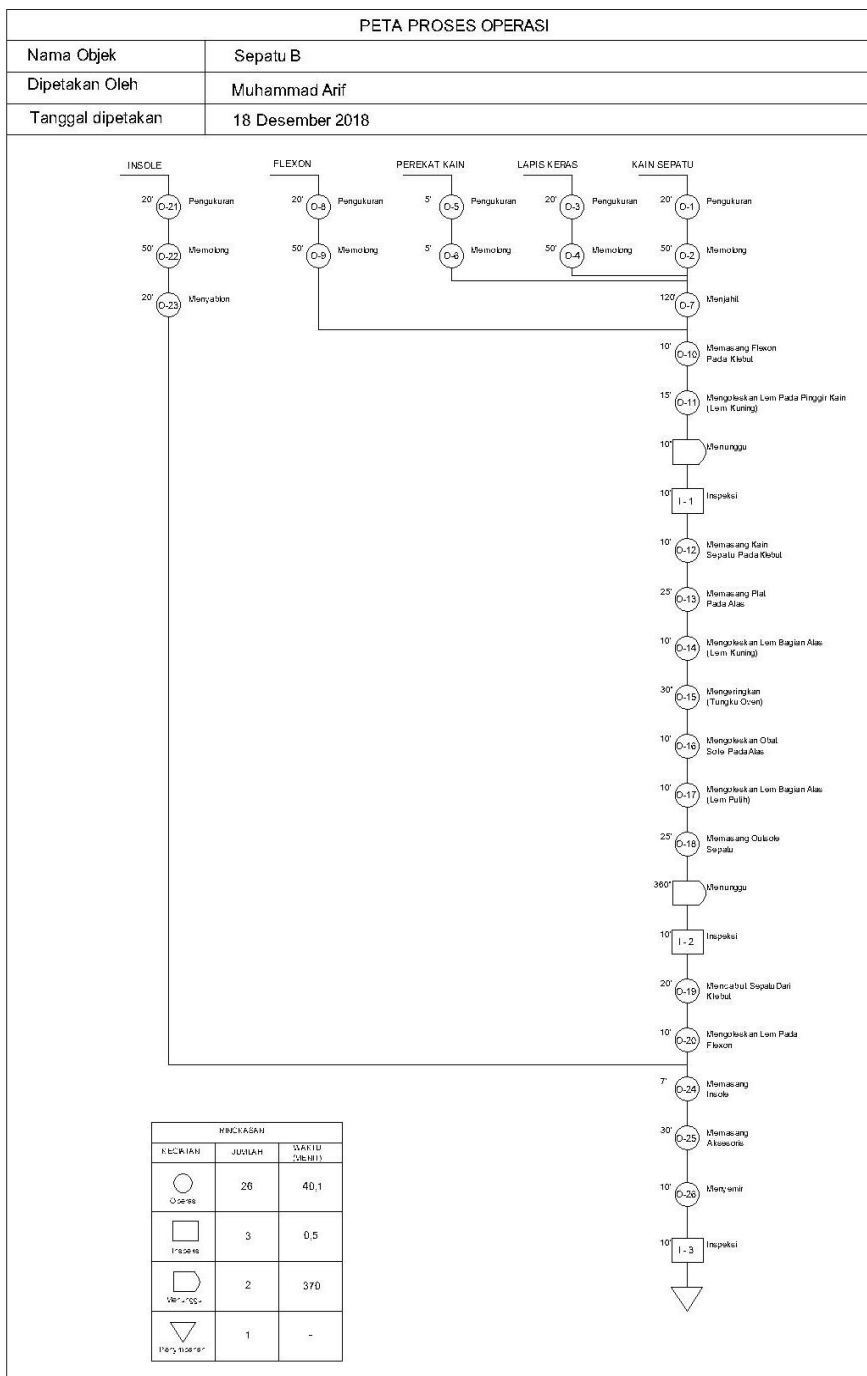 PETA PROSES OPERASI
Nama Objek Sepatu B
Dipetakan Oleh Muhammad Arif
Tanggal dipetakan 18 Desember 2018
INSOLE FLEXON PEREKAT KAIN LAPIS KERAS KAIN SEPATU
20' O-21 Pengukuran 20' O-8 Pengukuran 5' O-5 Pengukuran 20' O-3 Pengukuran 20' O-1 Pengukuran
50' O-22 Memotong 50' O-9 Memotong 5' O-6 Memotong 50' O-4 Memotong 50' O-2 Memotong
20' O-23 Menyablon 120' O-7 Menjahit
10' O-10 Memasang Flexon
Pada Klebut
15' O-11 Mengoleskan Lem Pada Pinggir Kain
(Lem Kuning)
10" Menunggu
10' I - 1 Inspeksi
10' O-12 Memasang Kain
Sepatu Pada Klebut
25' O-13 Memasang Plat
Pada Alas
10' O-14 Mengoleskan Lem Bagian Alas
(Lem Kuning)
30" O-15 Mengeringkan
(Tungku Oven)
10' O-16 Mengoleskan Obat
Sole Pada Alas
10' O-17 Mengoleskan Lem Bagian Alas
(Lem Putih)
25' O-18 Memasang Outsole
Sepatu
360" Menunggu
10' I - 2 Inspeksi
20' O-19 Mencabut Sepatu Dari
Klebut
10' O-20 Mengoleskan Lem Pada
Flexon
7' O-24 Memasang
Insole
30' O-25 Memasang
Aksesoris
10' O-26 Menyemir
10' I - 3 Inspeksi
RINGKASAN
KEGIATAN JUMLAH WAKTU
(MENIT)
Operasi 26 40,1
Inspeksi 3 0,5
Menunggu 2 370
Penyimpanan 1 -